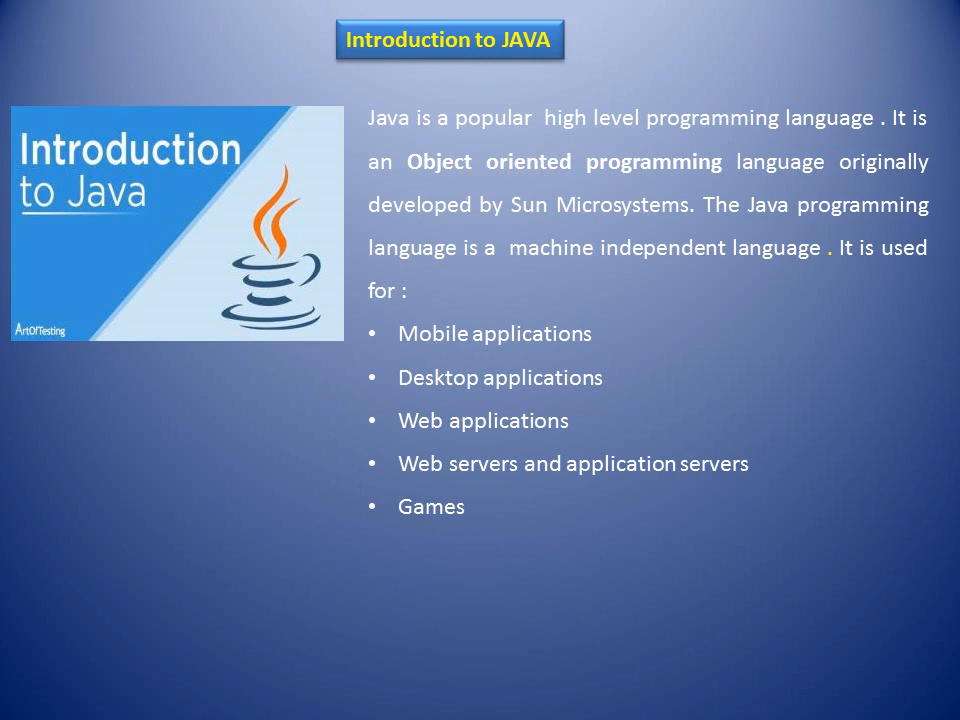 Introduction to JAVA
Introduction
to Java
ArtOfTesting
Java is a popular high level programming language . It is
an Object oriented programming language originally
developed by Sun Microsystems. The Java programming
language is a machine independent language . It is used
for :
• Mobile applications
• Desktop applications
• Web applications
• Web servers and application servers
• Games